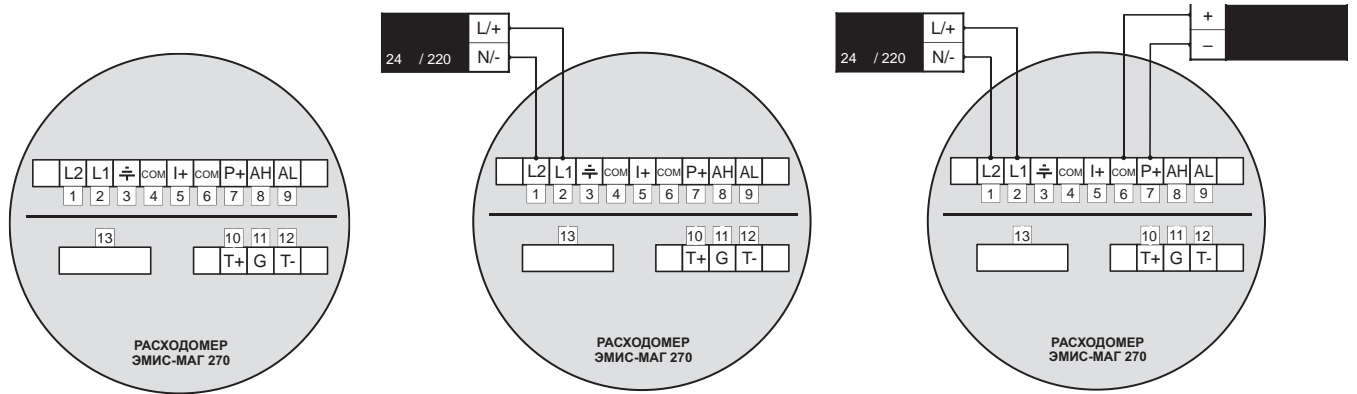 L/+
24 / 220 N/-
L/+
24 / 220 N/-
+
–
L2 L1 COM I+ COM P+ AH AL
1 2 3 4 5 6 7 8 9
13 10 11 12
T+ G T-
РАСХОДОМЕР
ЭМИС-МАГ 270
L2 L1 COM I+ COM P+ AH AL
1 2 3 4 5 6 7 8 9
13 10 11 12
T+ G T-
РАСХОДОМЕР
ЭМИС-МАГ 270
L2 L1 COM I+ COM P+ AH AL
1 2 3 4 5 6 7 8 9
13 10 11 12
T+ G T-
РАСХОДОМЕР
ЭМИС-МАГ 270